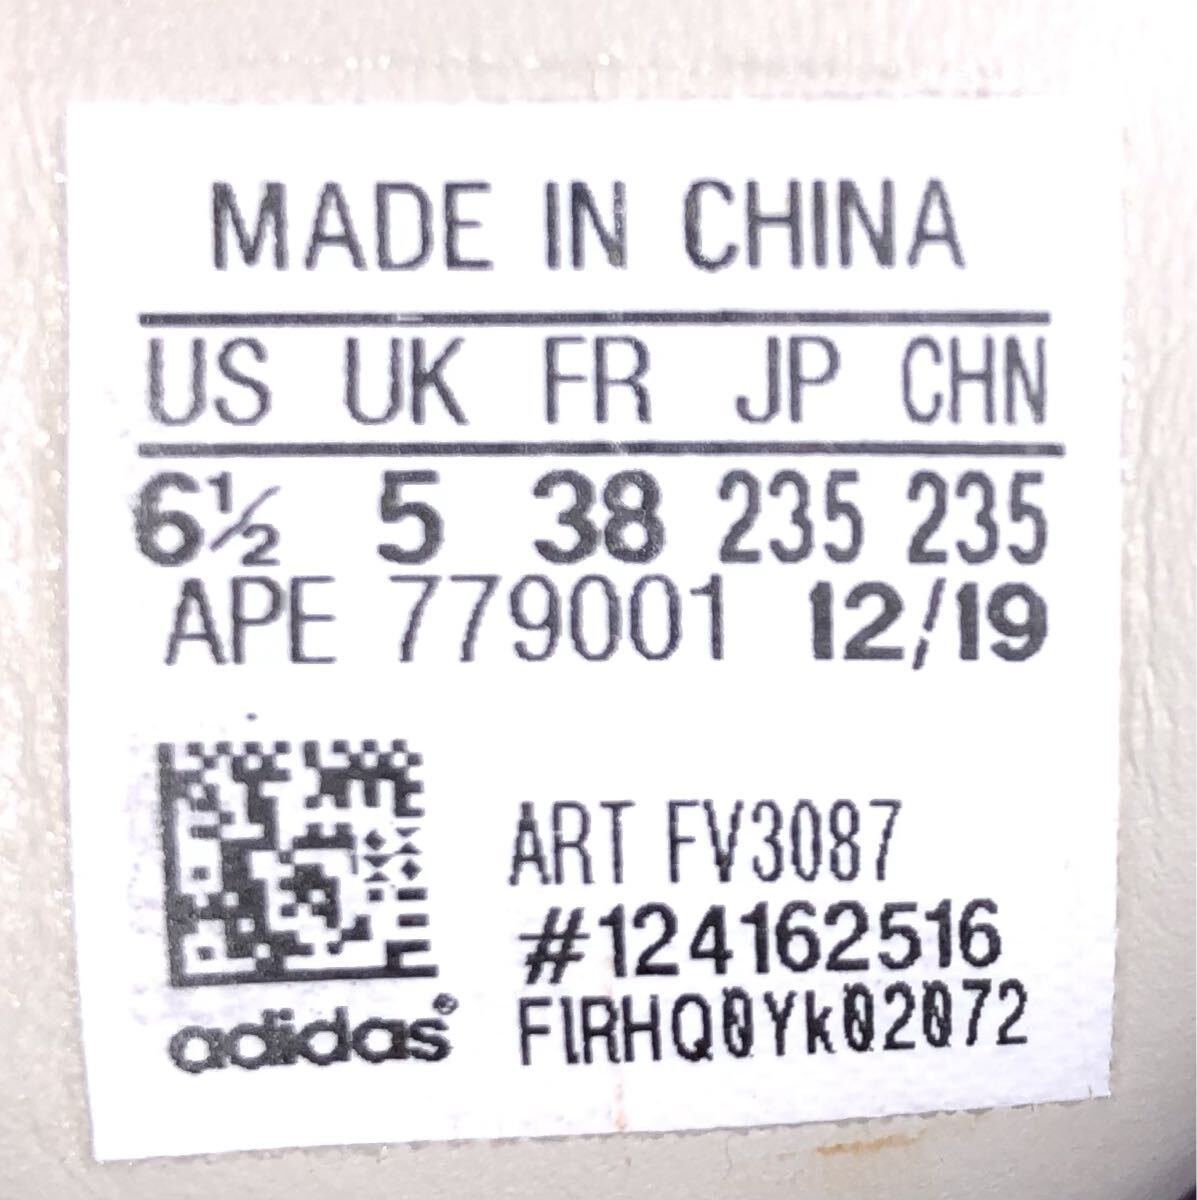 MADE IN CHINA
US UK FR JP CHN
6½ 5 38 235 235
APE 779001 12/19
ART FV3087
#124162516
FlRHQ0Yk02072
adidas®